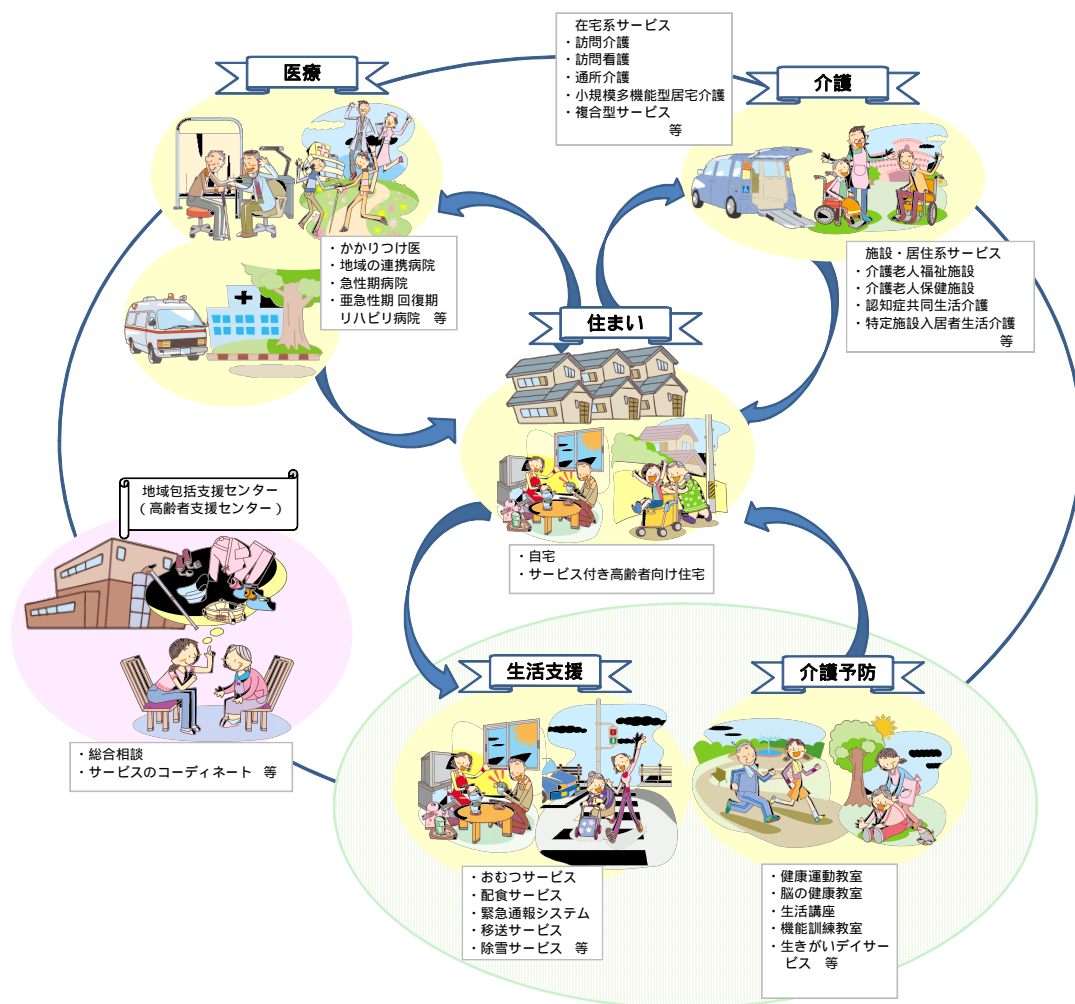 在宅系サービス
・訪問介護
・訪問看護
・通所介護
・小規模多機能型居宅介護
・複合型サービス
等
医療
介護
・かかりつけ医
・地域の連携病院
・急性期病院
・亜急性期 回復期
リハビリ病院 等
施設・居住系サービス
・介護老人福祉施設
・介護老人保健施設
・認知症共同生活介護
・特定施設入居者生活介護
等
住まい
・自宅
・サービス付き高齢者向け住宅
地域包括支援センター
(高齢者支援センター)
・総合相談
・サービスのコーディネート 等
生活支援
・おむつサービス
・配食サービス
・緊急通報システム
・移送サービス
・除雪サービス 等
介護予防
・健康運動教室
・脳の健康教室
・生活講座
・機能訓練教室
・生きがいデイサー
ビス 等